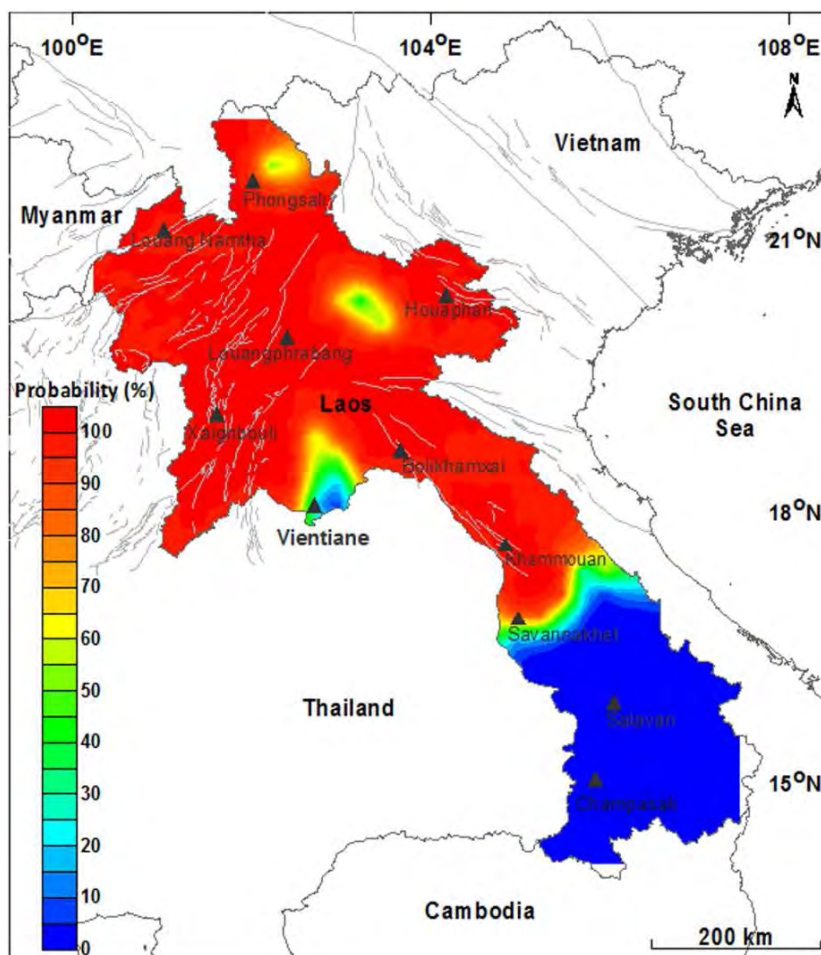 100°E 104°E 108°E
N
Vietnam
Phongsali
Myanmar
Louang Namtha
21°N
Houaphan
Louangphrabang
Probability (%)
Laos
South China
Sea
Xaignbouli
Bolikhamxai
100
90
80
70
60
50
40
30
20
10
0
18°N
Vientiane
Khammouan
Savannakhet
Thailand
Salavan
15°N
Champasak
Cambodia
200 km